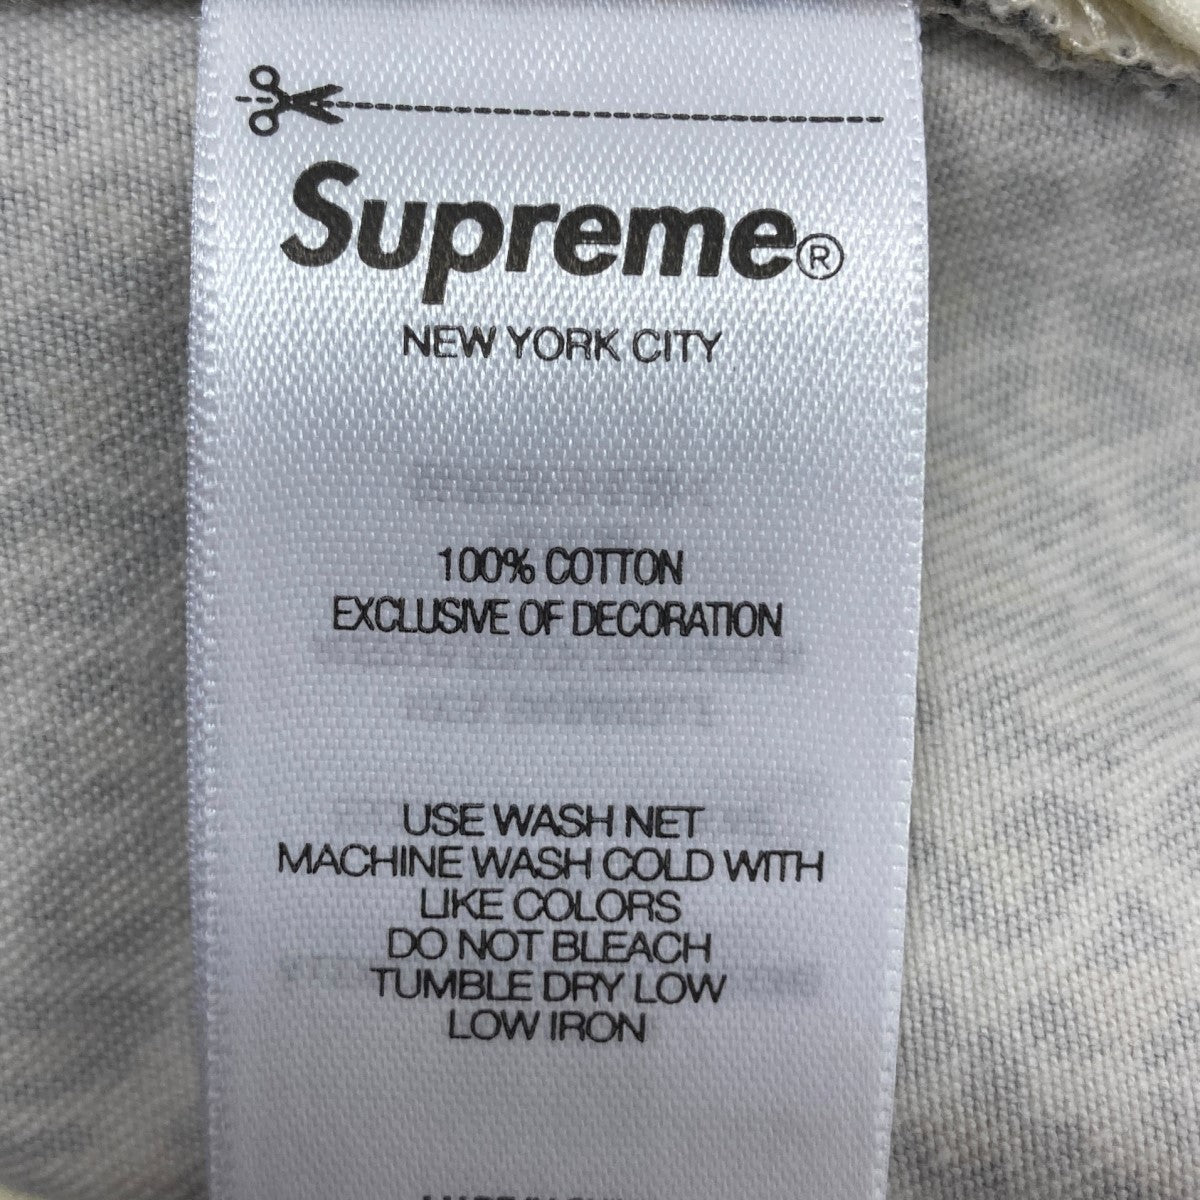 Supreme®
NEW YORK CITY
100% COTTON
EXCLUSIVE OF DECORATION
USE WASH NET
MACHINE WASH COLD WITH
LIKE COLORS
DO NOT BLEACH
TUMBLE DRY LOW
LOW IRON